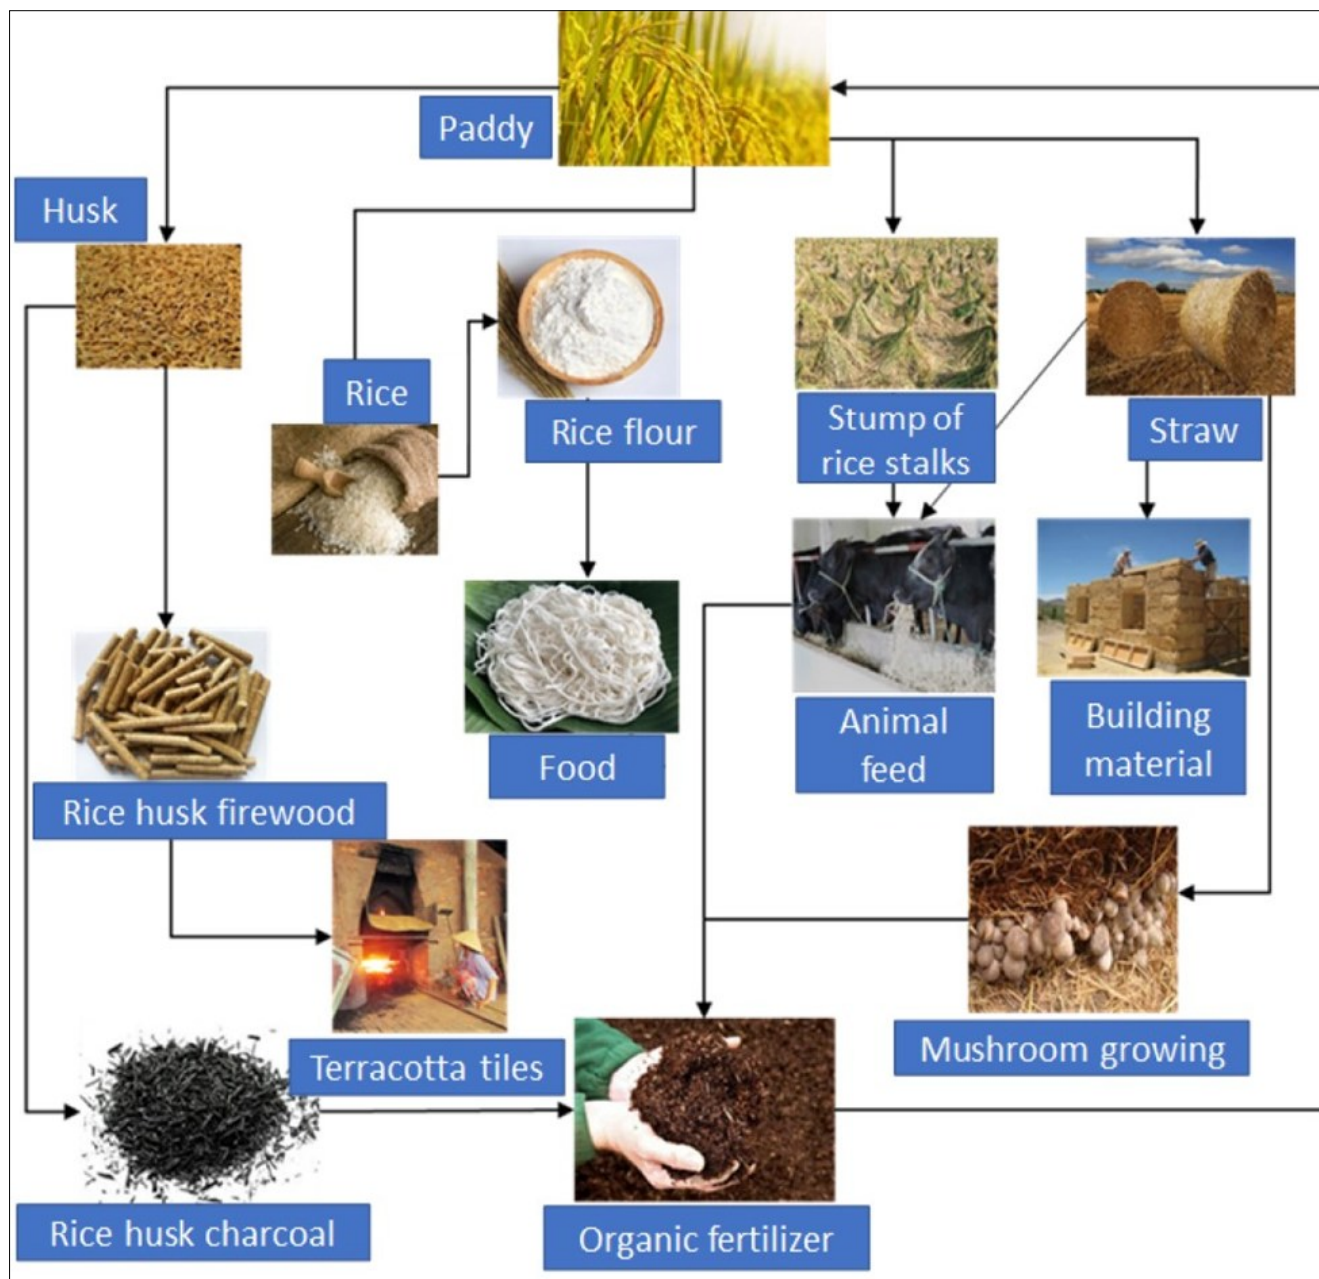 Paddy
Husk
Rice
Rice flour
Stump of
rice stalks
Straw
Food
Animal
feed
Building
material
Rice husk firewood
Terracotta tiles
Mushroom growing
Rice husk charcoal
Organic fertilizer